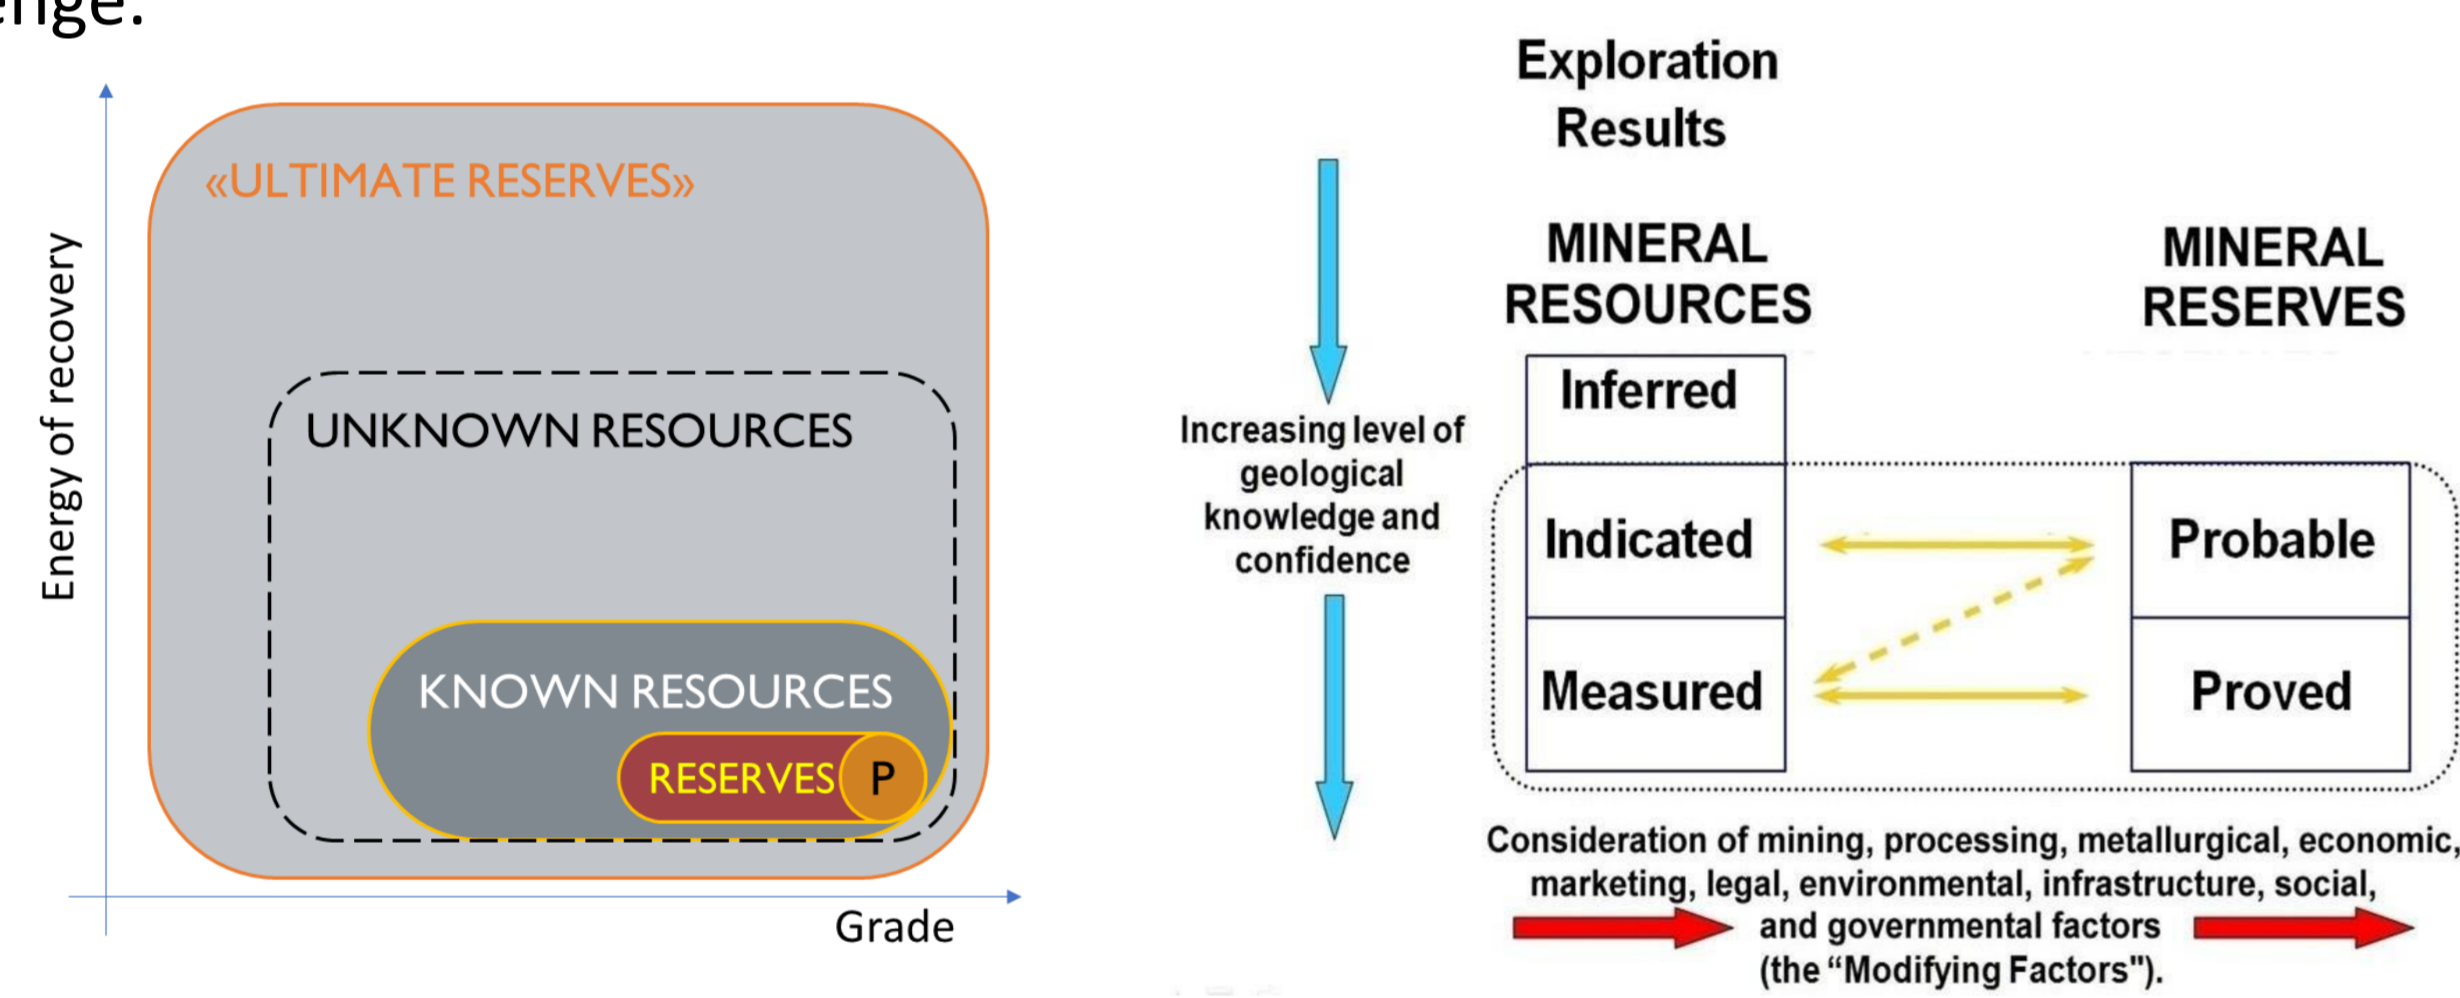 enge.
Energy of recovery
«ULTIMATE RESERVES»
UNKNOWN RESOURCES
KNOWN RESOURCES
RESERVES
P
Grade
Exploration
Results
MINERAL
RESOURCES
MINERAL
RESERVES
Increasing level of
geological
knowledge and
confidence
Inferred
Indicated
Measured
Probable
Proved
Consideration of mining, processing, metallurgical, economic,
marketing, legal, environmental, infrastructure, social,
and governmental factors
(the “Modifying Factors").